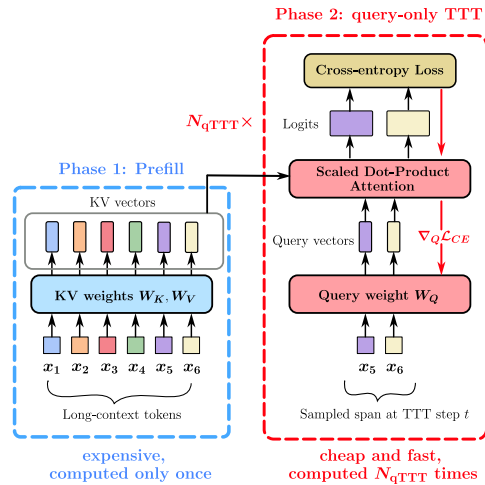 Phase 2: query-only TTT
Cross-entropy Loss
N_qTTT ×
Logits
Scaled Dot-Product
Attention
Query vectors
∇_Q ℒ_CE
Query weight W_Q
x_5 x_6
Sampled span at TTT step t
cheap and fast,
computed N_qTTT times
Phase 1: Prefill
KV vectors
KV weights W_K, W_V
x_1 x_2 x_3 x_4 x_5 x_6
Long-context tokens
expensive,
computed only once